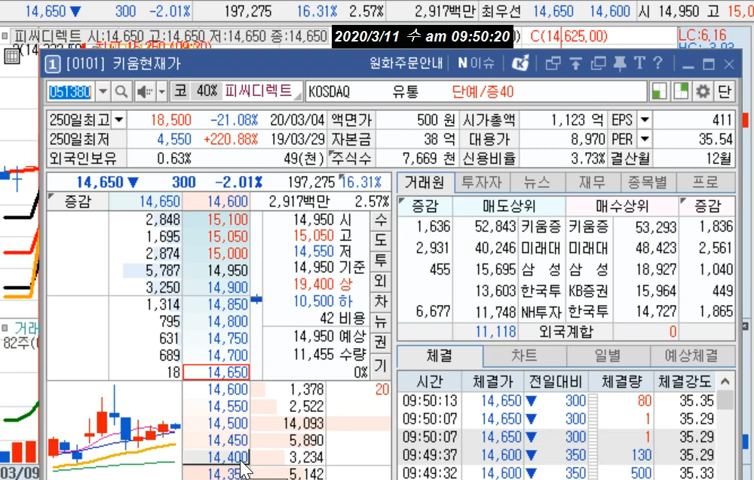 14,650 ▼ 300 -2.01% 197,275 16.31% 2.57% 2,917백만 최우선 14,650 14,600 시 14,950 고 15,0
피씨디렉트 시:14,650 고:14,650 저:14,650 종:14,650 2020/3/11 수 am 09:50:20 C(14,625.00) LC:6,16
1 [0101] 키움현재가 원화주문안내 N이슈 T ?
051380 코 40% 피씨디렉트 KOSDAQ 유통 단예/증40 단
250일최고 18,500 -21.08% 20/03/04 액면가 500 원 시가총액 1,123 억 EPS 411
250일최저 4,550 +220.88% 19/03/29 자본금 38 억 대용가 8,970 PER 35.54
외국인보유 0.63% 49(천) 주식수 7,669 천 신용비율 3.73% 결산월 12월
14,650 ▼ 300 -2.01% 197,275 16.31%
증감 14,650 14,600 2,917백만 2.57%
2,848 15,100 14,950 시 수
1,695 15,050 15,050 고 도
2,874 15,000 14,550 저 투
5,787 14,950 14,950 기준
3,250 14,900 19,400 상 외
1,314 14,850 10,500 하 차
795 14,800 42 비용 뉴
631 14,750 14,950 예상 권
689 14,700 11,455 수량
18 14,650 0% 기
14,600 1,378 20
14,550 2,522
14,500 14,093
14,450 5,890
14,400 3,234
5,142
거래원 투자자 뉴스 재무 종목별 프로
증감 매도상위 매수상위 증감
1,636 52,843 키움증 키움증 53,293 1,836
2,931 40,246 미래대 미래대 48,423 2,561
455 15,695 삼 성 삼 성 18,927 1,040
13,603 한국투 KB증권 15,964 449
6,677 11,748 NH투자 한국투 14,727 1,865
11,118 외국계합 0
체결 차트 일별 예상체결
시간 체결가 전일대비 체결량 체결강도
09:50:13 14,650 ▼ 300 80 35.35
09:50:07 14,650 ▼ 300 1 35.29
09:50:07 14,650 ▼ 300 1 35.29
09:49:37 14,600 ▼ 350 130 35.29
09:49:32 14,650 ▼ 300 500 35.33
거래
82주
03/09